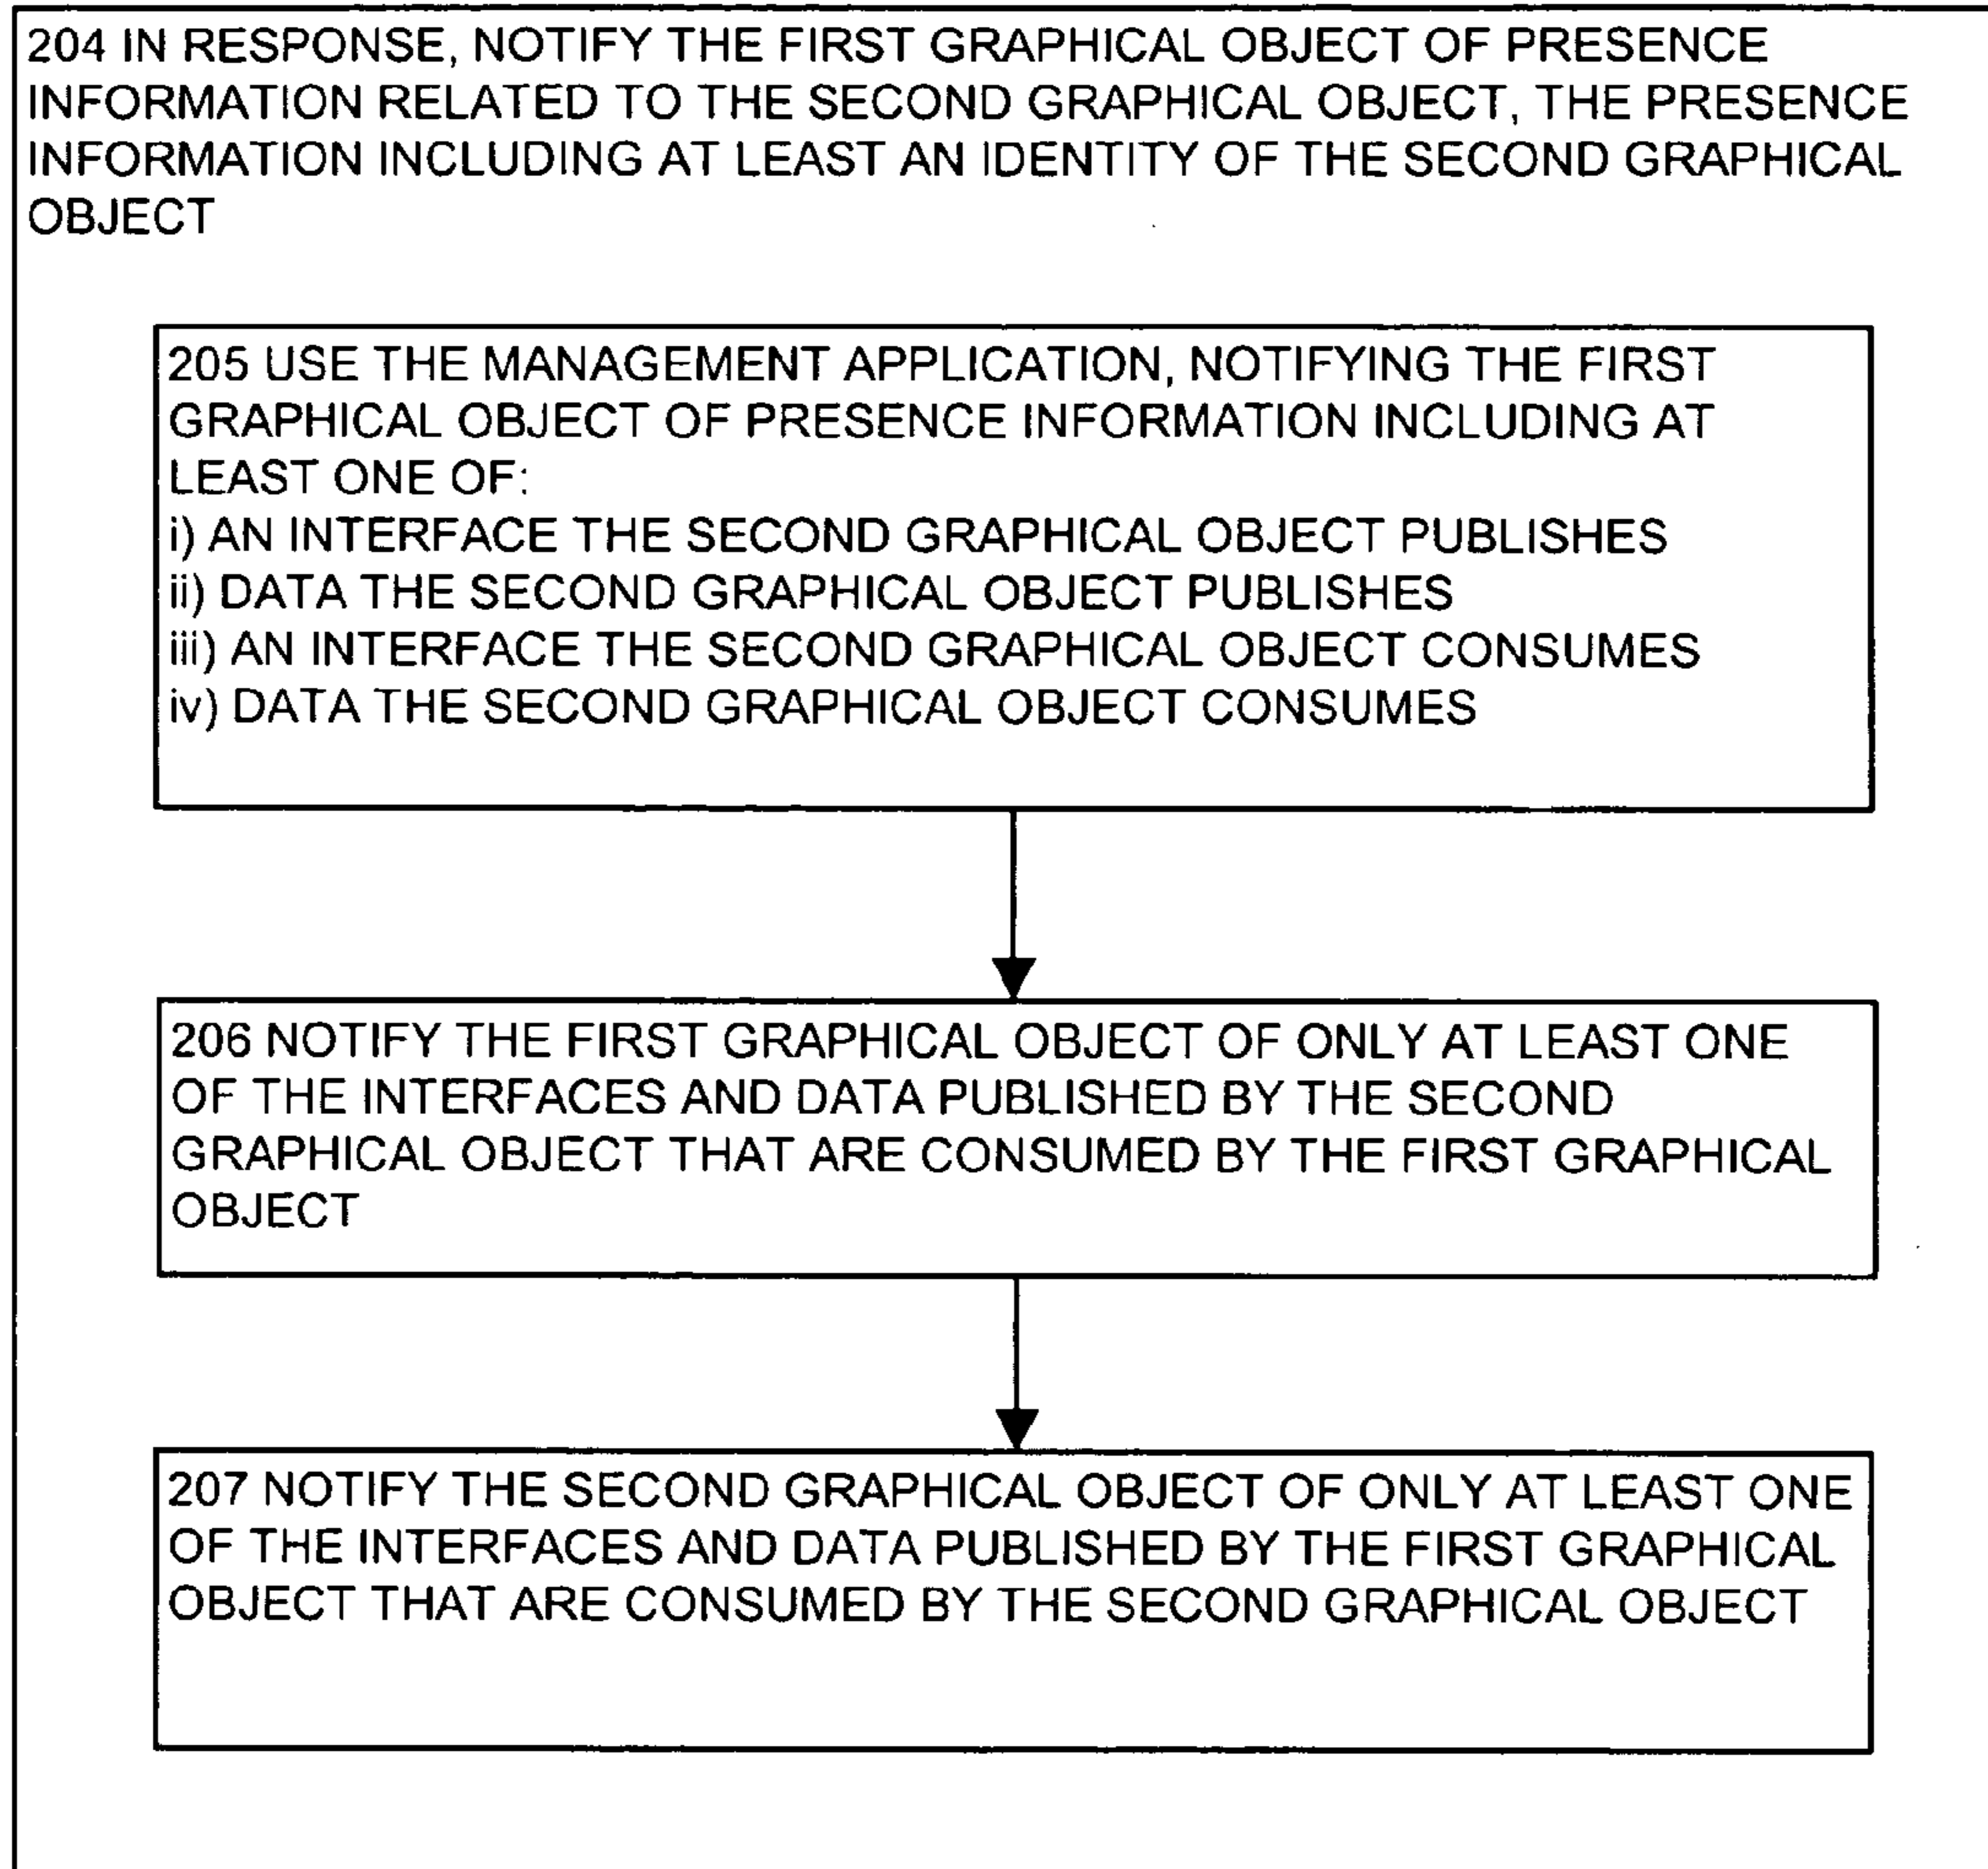 204 IN RESPONSE, NOTIFY THE FIRST GRAPHICAL OBJECT OF PRESENCE
INFORMATION RELATED TO THE SECOND GRAPHICAL OBJECT, THE PRESENCE
INFORMATION INCLUDING AT LEAST AN IDENTITY OF THE SECOND GRAPHICAL
OBJECT
205 USE THE MANAGEMENT APPLICATION, NOTIFYING THE FIRST
GRAPHICAL OBJECT OF PRESENCE INFORMATION INCLUDING AT
LEAST ONE OF:
i) AN INTERFACE THE SECOND GRAPHICAL OBJECT PUBLISHES
ii) DATA THE SECOND GRAPHICAL OBJECT PUBLISHES
iii) AN INTERFACE THE SECOND GRAPHICAL OBJECT CONSUMES
iv) DATA THE SECOND GRAPHICAL OBJECT CONSUMES
206 NOTIFY THE FIRST GRAPHICAL OBJECT OF ONLY AT LEAST ONE
OF THE INTERFACES AND DATA PUBLISHED BY THE SECOND
GRAPHICAL OBJECT THAT ARE CONSUMED BY THE FIRST GRAPHICAL
OBJECT
207 NOTIFY THE SECOND GRAPHICAL OBJECT OF ONLY AT LEAST ONE
OF THE INTERFACES AND DATA PUBLISHED BY THE FIRST GRAPHICAL
OBJECT THAT ARE CONSUMED BY THE SECOND GRAPHICAL OBJECT